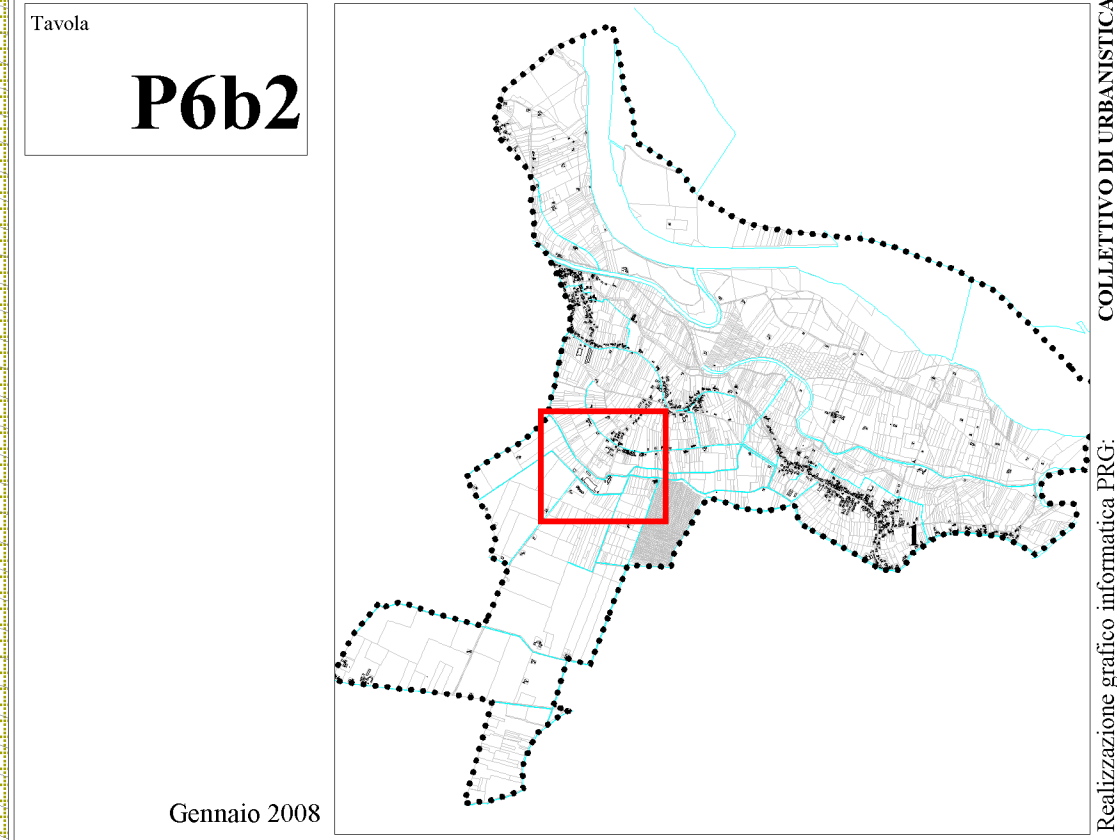 Tavola
P6b2
Gennaio 2008
1
COLLETTIVO DI URBANISTICA
Realizzazione grafico informatica PRG: